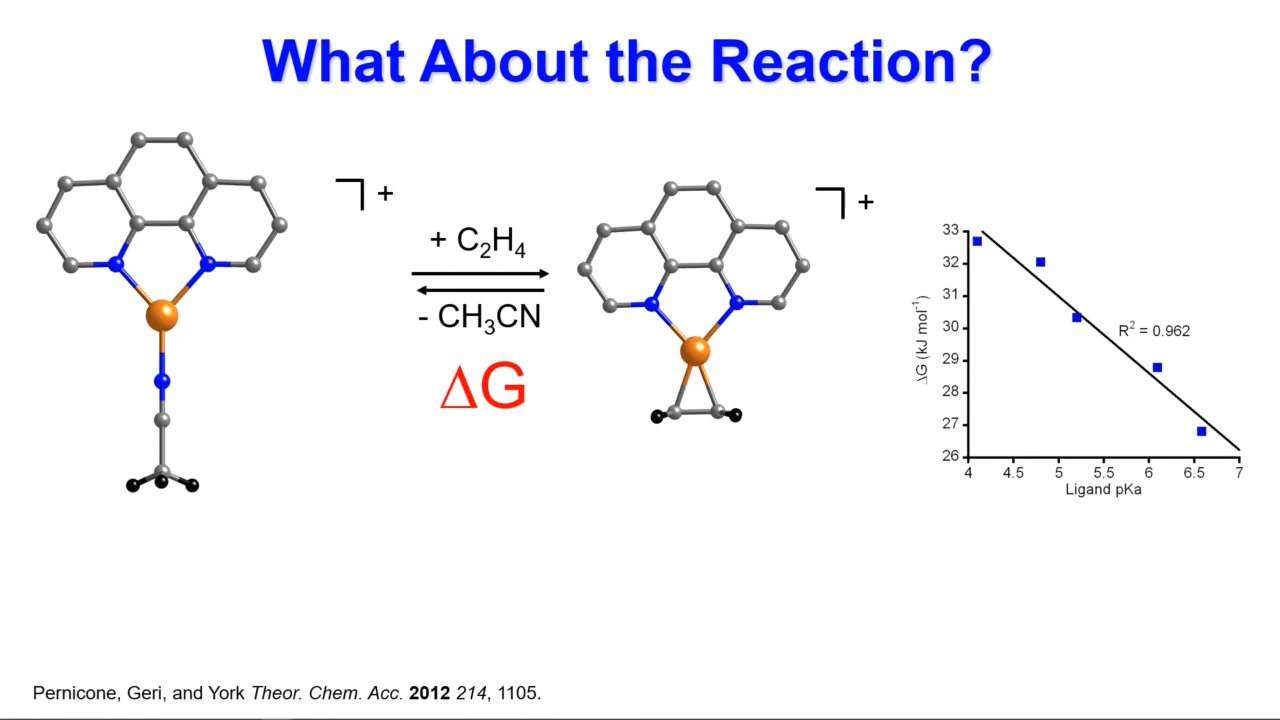 What About the Reaction?
+
+ C₂H₄
- CH₃CN
ΔG
+
33
32
31
30
29
28
27
26
ΔG (kJ mol⁻¹)
R² = 0.962
4 4.5 5 5.5 6 6.5 7
Ligand pKa
Pernicone, Geri, and York Theor. Chem. Acc. 2012 214, 1105.